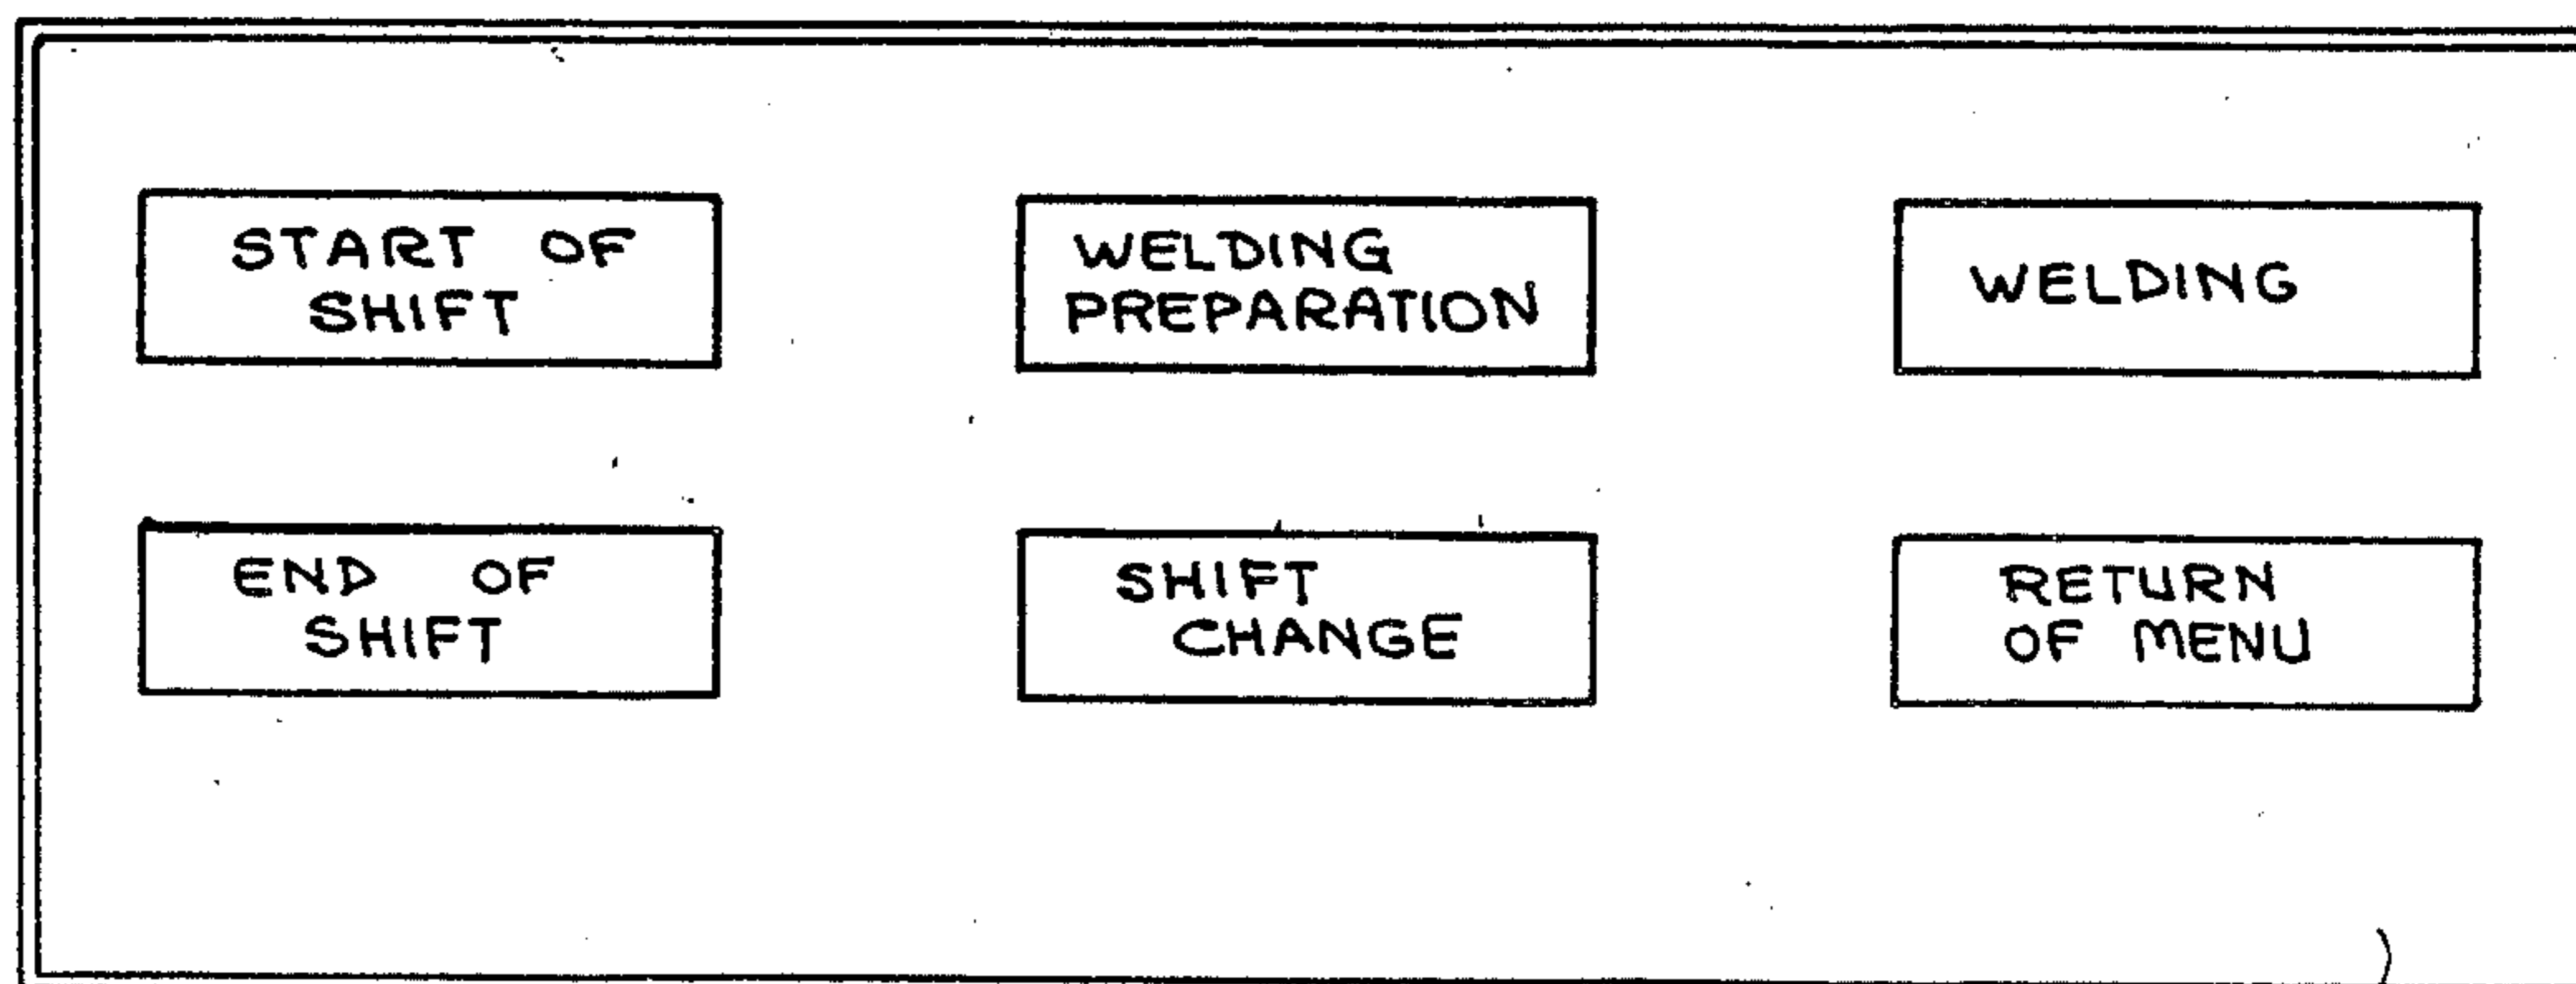 START OF
SHIFT
WELDING
PREPARATION
WELDING
END OF
SHIFT
SHIFT
CHANGE
RETURN
OF MENU